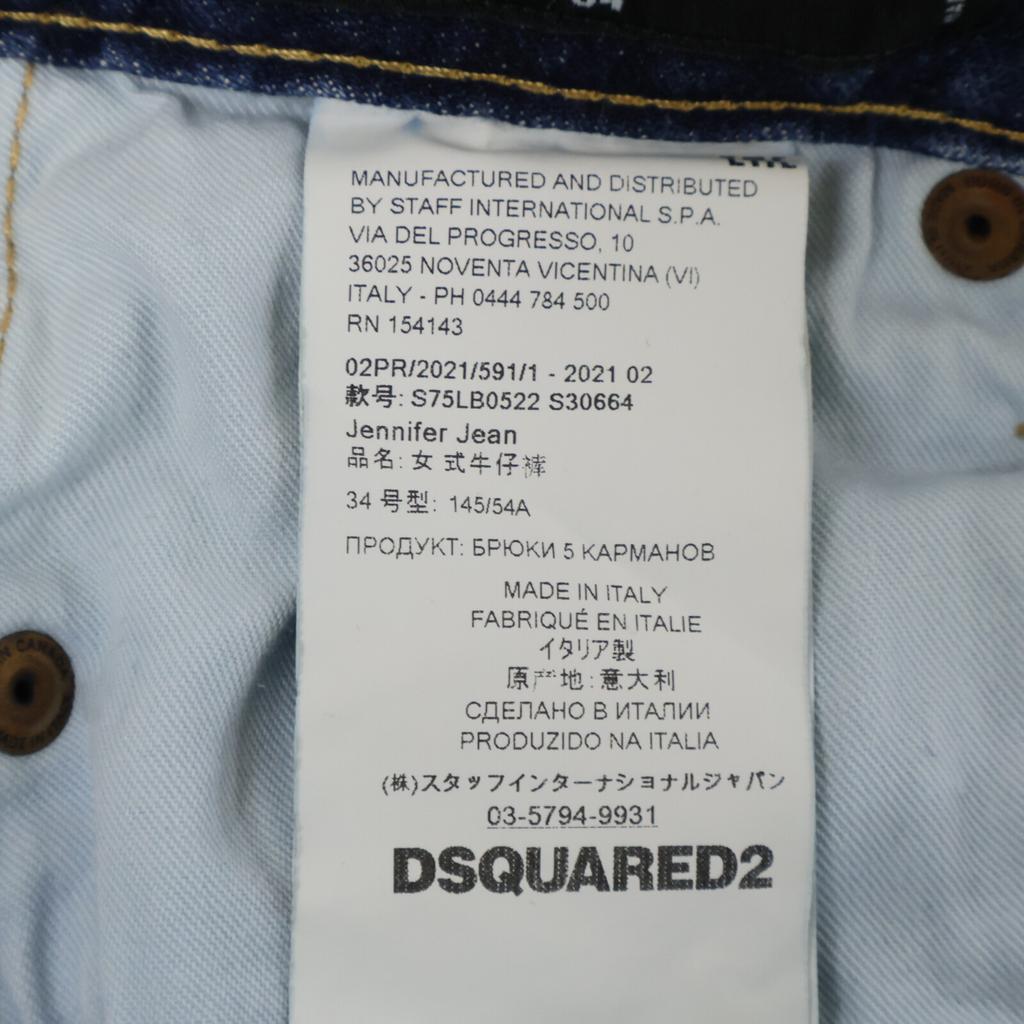 MANUFACTURED AND DISTRIBUTED
BY STAFF INTERNATIONAL S.P.A.
VIA DEL PROGRESSO, 10
36025 NOVENTA VICENTINA (VI)
ITALY - PH 0444 784 500
RN 154143
02PR/2021/591/1 - 2021 02
款号: S75LB0522 S30664
Jennifer Jean
品名: 女式牛仔裤
34 号型: 145/54A
ПРОДУКТ: БРЮКИ 5 КАРМАНОВ
MADE IN ITALY
FABRIQUÉ EN ITALIE
イタリア製
原产地:意大利
СДЕЛАНО В ИТАЛИИ
PRODUZIDO NA ITALIA
(株)スタッフインターナショナルジャパン
03-5794-9931
DSQUARED2